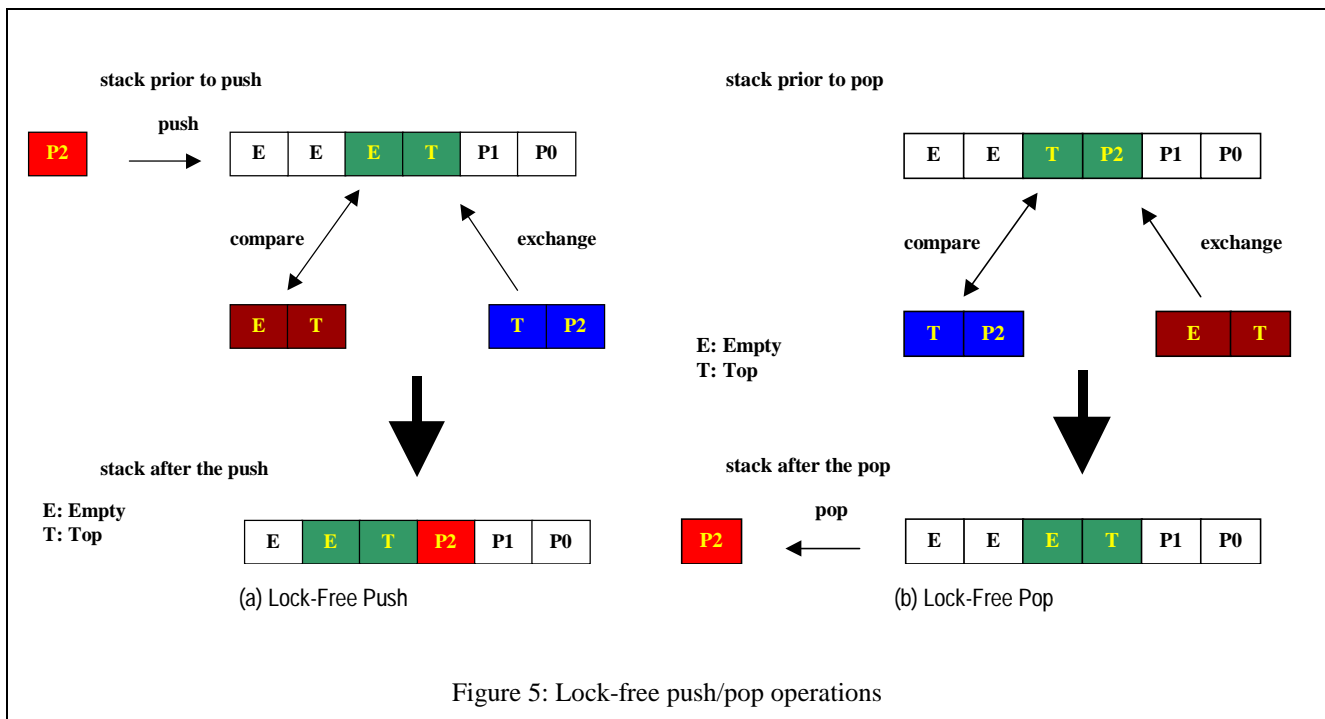 stack prior to push
push
P2
E E E T P1 P0
compare
exchange
E T
T P2
stack after the push
E: Empty
T: Top
E E T P2 P1 P0
(a) Lock-Free Push
stack prior to pop
E E T P2 P1 P0
compare
exchange
T P2
E T
E: Empty
T: Top
stack after the pop
pop
P2
E E E T P1 P0
(b) Lock-Free Pop
Figure 5: Lock-free push/pop operations